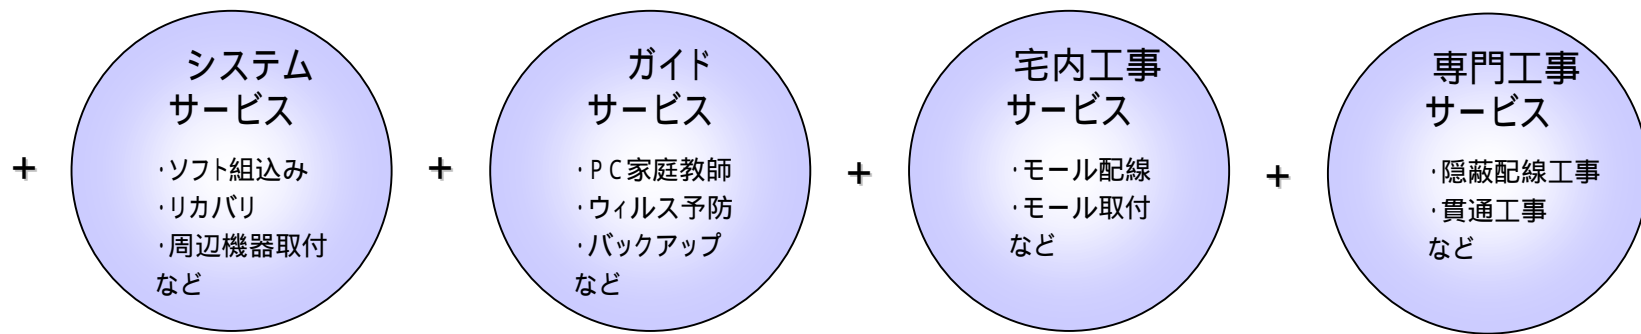 +
システム
サービス
・ソフト組込み
・リカバリ
・周辺機器取付
など
+
ガイド
サービス
・PC家庭教師
・ウィルス予防
・バックアップ
など
+
宅内工事
サービス
・モール配線
・モール取付
など
+
専門工事
サービス
・隠蔽配線工事
・貫通工事
など